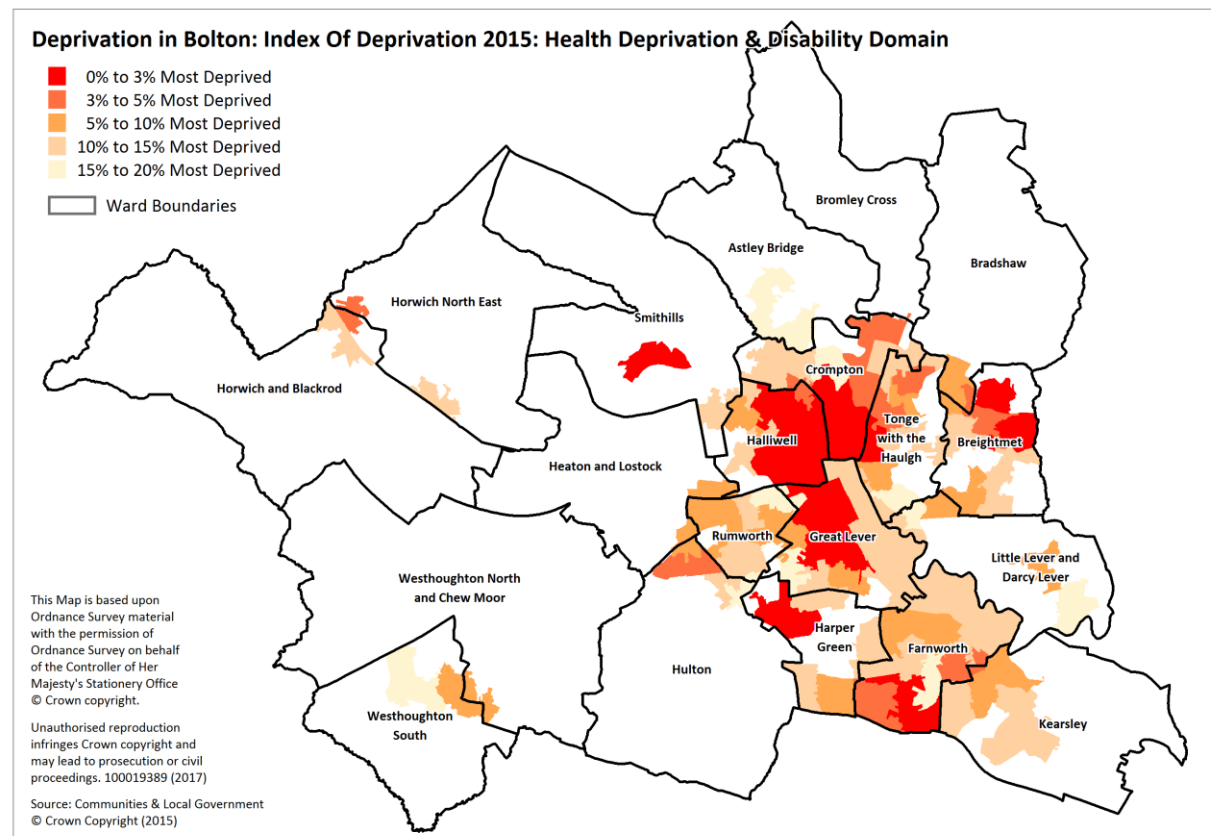 Deprivation in Bolton: Index Of Deprivation 2015: Health Deprivation & Disability Domain
0% to 3% Most Deprived
3% to 5% Most Deprived
5% to 10% Most Deprived
10% to 15% Most Deprived
15% to 20% Most Deprived
Ward Boundaries
Bromley Cross
Astley Bridge
Bradshaw
Horwich North East
Smithills
Horwich and Blackrod
Crompton
Halliwell
Tonge
with the
Haulgh
Breightmet
Heaton and Lostock
Rumworth
Great Lever
Little Lever and
Darcy Lever
Westhoughton North
and Chew Moor
Harper
Green
Farnworth
Hulton
Westhoughton
South
Kearsley
This Map is based upon
Ordnance Survey material
with the permission of
Ordnance Survey on behalf
of the Controller of Her
Majesty's Stationery Office
© Crown copyright.
Unauthorised reproduction
infringes Crown copyright and
may lead to prosecution or civil
proceedings. 100019389 (2017)
Source: Communities & Local Government
© Crown Copyright (2015)